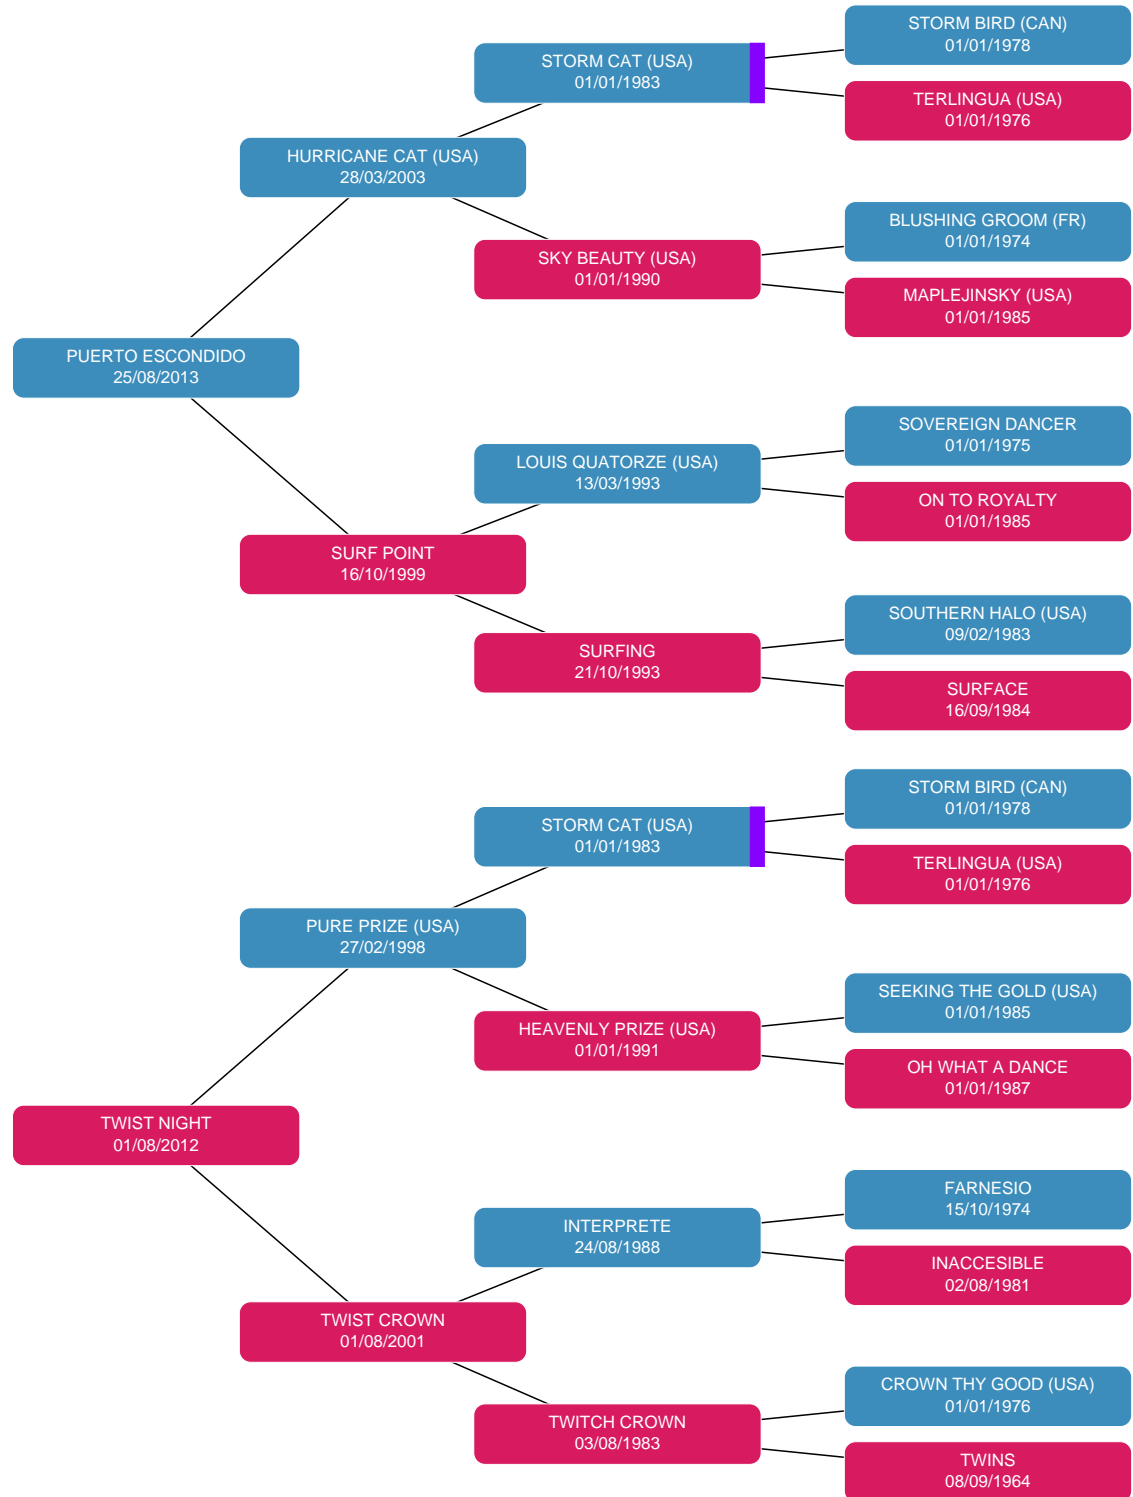 STORM BIRD (CAN)
01/01/1978
STORM CAT (USA)
01/01/1983
TERLINGUA (USA)
01/01/1976
HURRICANE CAT (USA)
28/03/2003
BLUSHING GROOM (FR)
01/01/1974
SKY BEAUTY (USA)
01/01/1990
MAPLEJINSKY (USA)
01/01/1985
PUERTO ESCONDIDO
25/08/2013
SOVEREIGN DANCER
01/01/1975
LOUIS QUATORZE (USA)
13/03/1993
ON TO ROYALTY
01/01/1985
SURF POINT
16/10/1999
SOUTHERN HALO (USA)
09/02/1983
SURFING
21/10/1993
SURFACE
16/09/1984
STORM BIRD (CAN)
01/01/1978
STORM CAT (USA)
01/01/1983
TERLINGUA (USA)
01/01/1976
PURE PRIZE (USA)
27/02/1998
SEEKING THE GOLD (USA)
01/01/1985
HEAVENLY PRIZE (USA)
01/01/1991
OH WHAT A DANCE
01/01/1987
TWIST NIGHT
01/08/2012
FARNESIO
15/10/1974
INTERPRETE
24/08/1988
INACCESIBLE
02/08/1981
TWIST CROWN
01/08/2001
CROWN THY GOOD (USA)
01/01/1976
TWITCH CROWN
03/08/1983
TWINS
08/09/1964